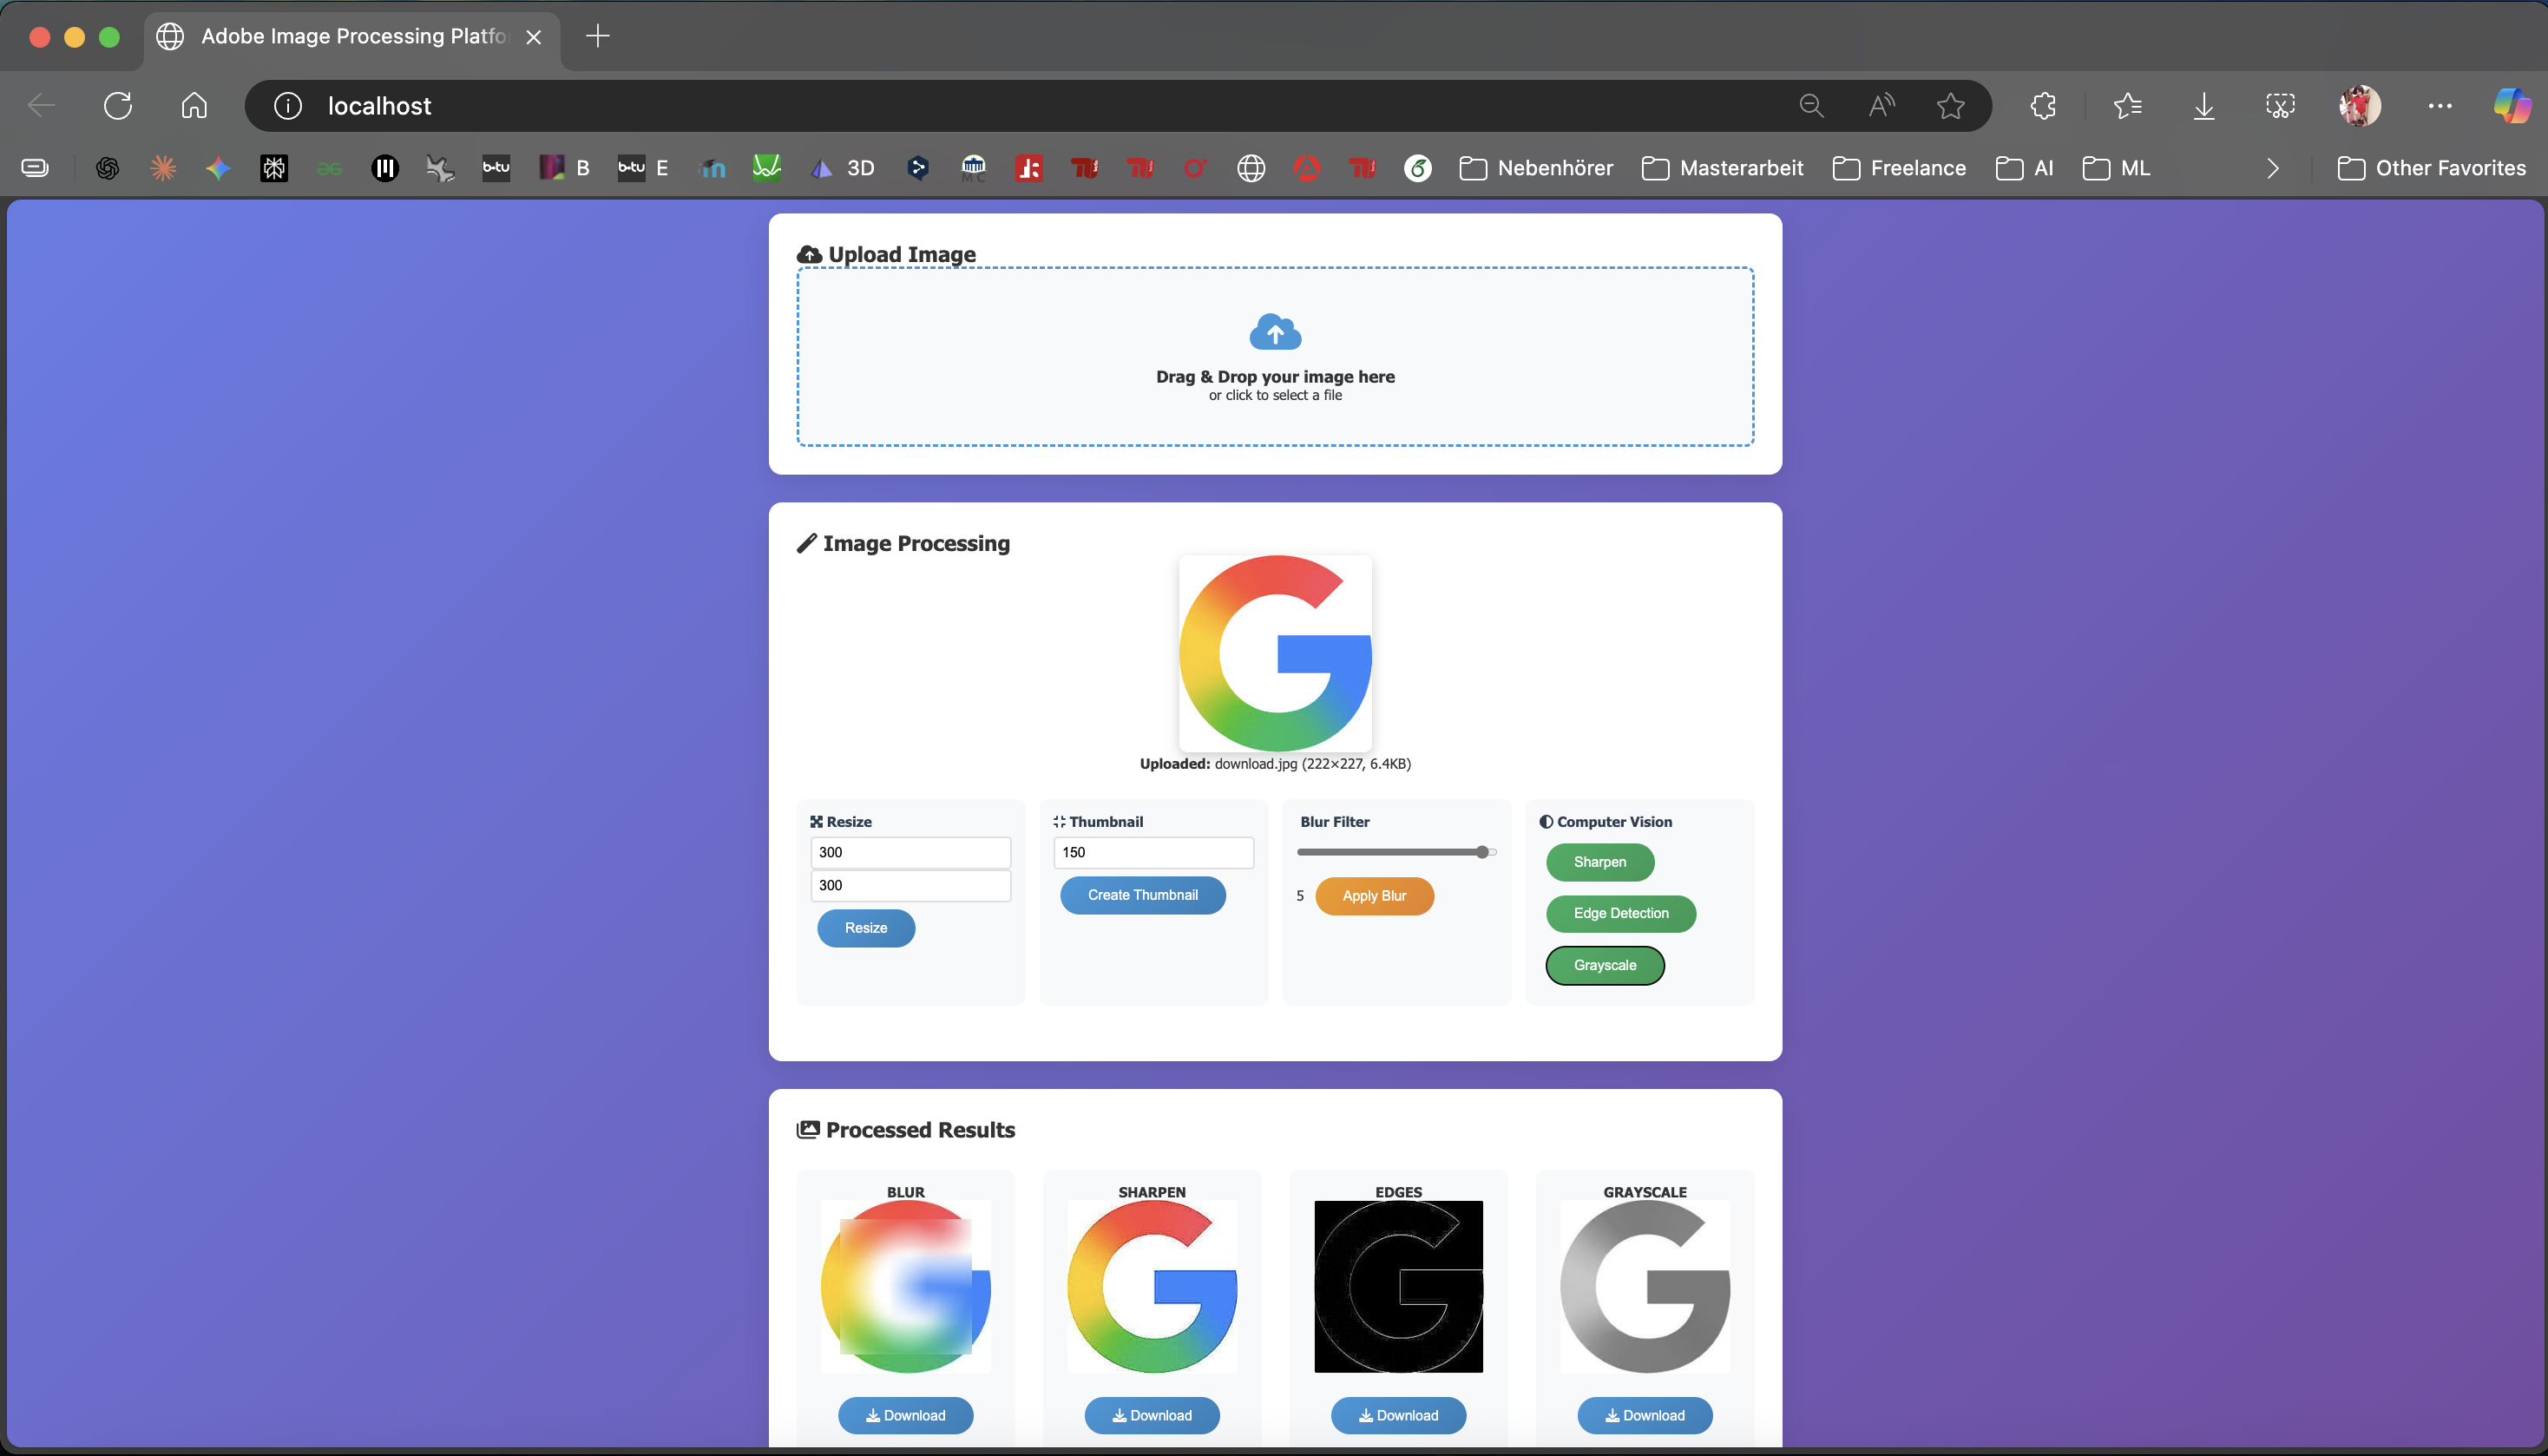 Adobe Image Processing Platfo
localhost
b-tu
B
b-tu E
3D
MC
Nebenhörer
Masterarbeit
Freelance
AI
ML
Other Favorites
Upload Image
Drag & Drop your image here
or click to select a file
Image Processing
Uploaded: download.jpg (222×227, 6.4KB)
Resize
300
300
Resize
Thumbnail
150
Create Thumbnail
Blur Filter
5
Apply Blur
Computer Vision
Sharpen
Edge Detection
Grayscale
Processed Results
BLUR
SHARPEN
EDGES
GRAYSCALE
Download
Download
Download
Download